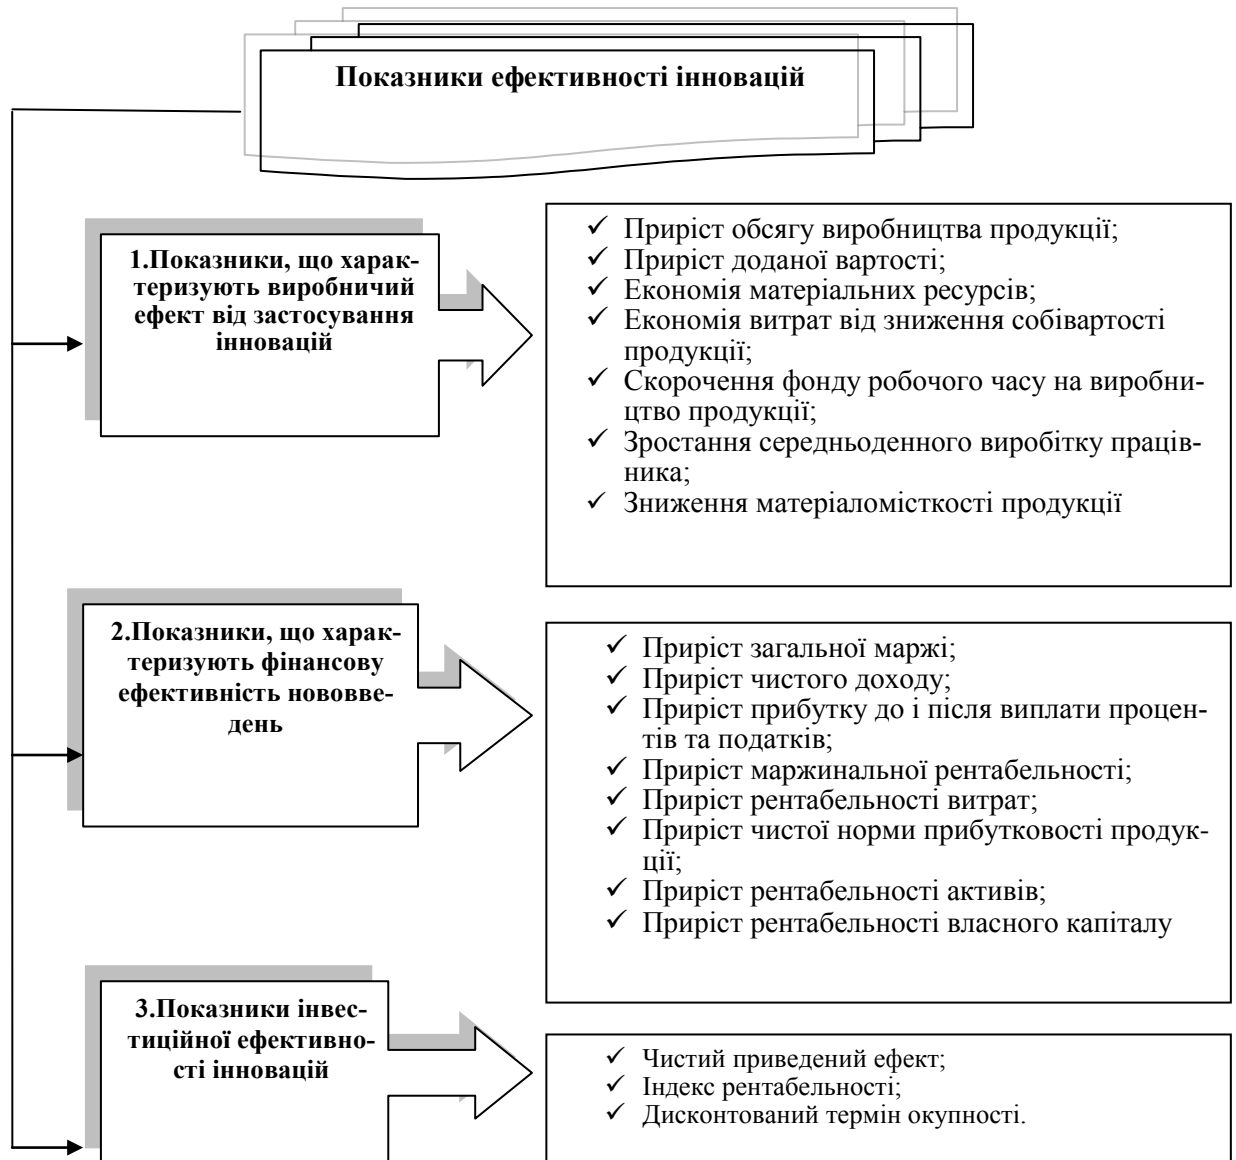 Показники ефективності інновацій
1.Показники, що харак-
теризують виробничий
ефект від застосування
інновацій
✓ Приріст обсягу виробництва продукції;
✓ Приріст доданої вартості;
✓ Економія матеріальних ресурсів;
✓ Економія витрат від зниження собівартості
продукції;
✓ Скорочення фонду робочого часу на виробни-
цтво продукції;
✓ Зростання середньоденного виробітку праців-
ника;
✓ Зниження матеріаломісткості продукції
2.Показники, що харак-
теризують фінансову
ефективність нововве-
день
✓ Приріст загальної маржі;
✓ Приріст чистого доходу;
✓ Приріст прибутку до і після виплати процен-
тів та податків;
✓ Приріст маржинальної рентабельності;
✓ Приріст рентабельності витрат;
✓ Приріст чистої норми прибутковості продук-
ції;
✓ Приріст рентабельності активів;
✓ Приріст рентабельності власного капіталу
3.Показники інвес-
тиційної ефективно-
сті інновацій
✓ Чистий приведений ефект;
✓ Індекс рентабельності;
✓ Дисконтований термін окупності.